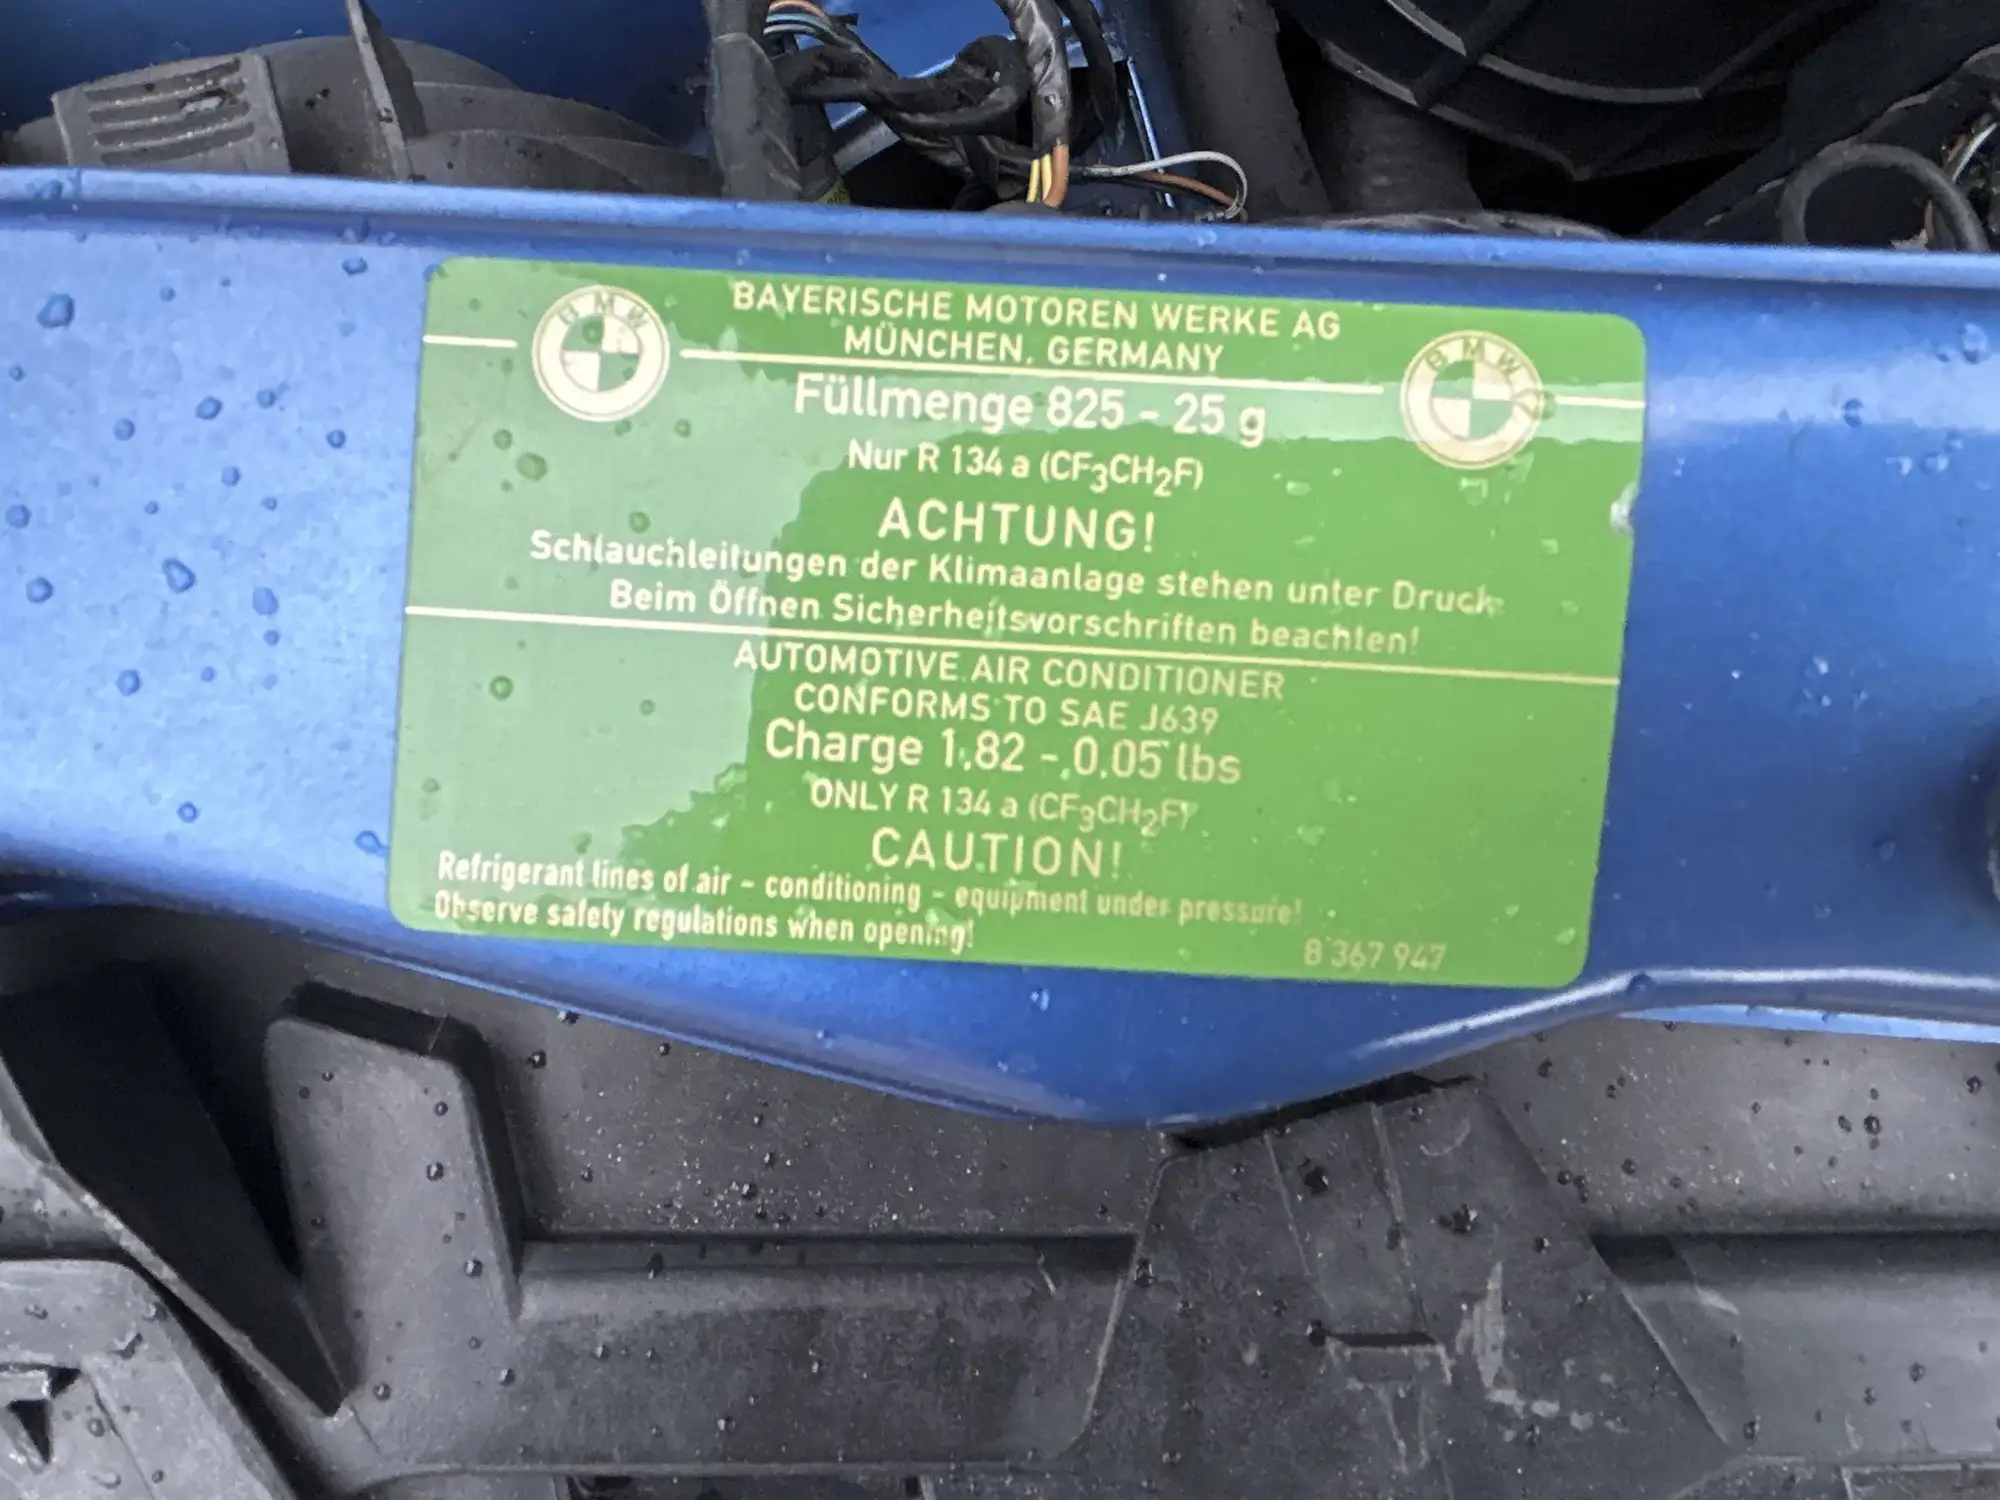 BAYERISCHE MOTOREN WERKE AG
MÜNCHEN. GERMANY
BMW
BMW
Füllmenge 825 - 25 g
Nur R 134 a (CF₃CH₂F)
ACHTUNG!
Schlauchleitungen der Klimaanlage stehen unter Druck
Beim Öffnen Sicherheitsvorschriften beachten!
AUTOMOTIVE AIR CONDITIONER
CONFORMS TO SAE J639
Charge 1.82 - 0.05 lbs
ONLY R 134 a (CF₃CH₂F)
CAUTION!
Refrigerant lines of air - conditioning - equipment under pressure!
Observe safety regulations when opening!
8 367 947